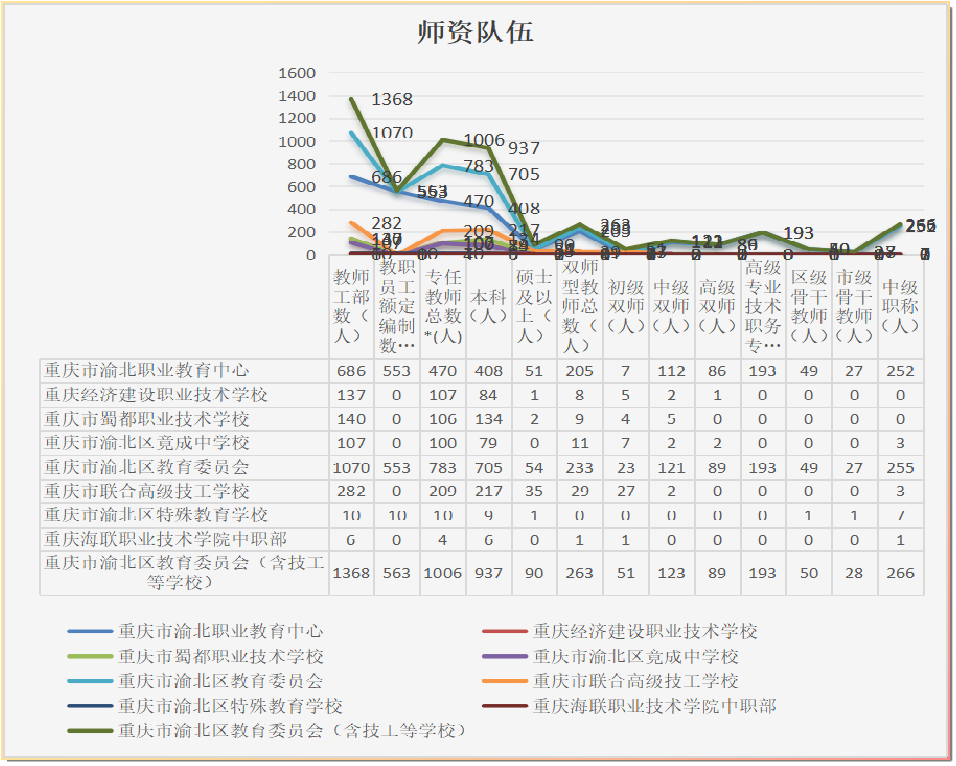 师资队伍
1600
1400
1200
1000
800
600
400
200
0
1368
1070
686
282
563
1006
783
470
209
937
705
408
217
193
教师工部数（人）
教职员工额定编制数…
专任教师总数*(人)
本科（人）
硕士及以上（人）
双师型教师总数（人）
初级双师（人）
中级双师（人）
高级双师（人）
高级专业技术职务专…
区级骨干教师（人）
市级骨干教师（人）
中级职称（人）
重庆市渝北职业教育中心 686 553 470 408 51 205 7 112 86 193 49 27 252
重庆经济建设职业技术学校 137 0 107 84 1 8 5 2 1 0 0 0 0
重庆市蜀都职业技术学校 140 0 106 134 2 9 4 5 0 0 0 0 0
重庆市渝北区竟成中学校 107 0 100 79 0 11 7 2 2 0 0 0 3
重庆市渝北区教育委员会 1070 553 783 705 54 233 23 121 89 193 49 27 255
重庆市联合高级技工学校 282 0 209 217 35 29 27 2 0 0 0 0 3
重庆市渝北区特殊教育学校 10 10 10 9 1 0 0 0 0 0 1 1 7
重庆海联职业技术学院中职部 6 0 4 6 0 1 1 0 0 0 0 0 1
重庆市渝北区教育委员会（含技工等学校） 1368 563 1006 937 90 263 51 123 89 193 50 28 266
重庆市渝北职业教育中心
重庆经济建设职业技术学校
重庆市蜀都职业技术学校
重庆市渝北区竟成中学校
重庆市渝北区教育委员会
重庆市联合高级技工学校
重庆市渝北区特殊教育学校
重庆海联职业技术学院中职部
重庆市渝北区教育委员会（含技工等学校）